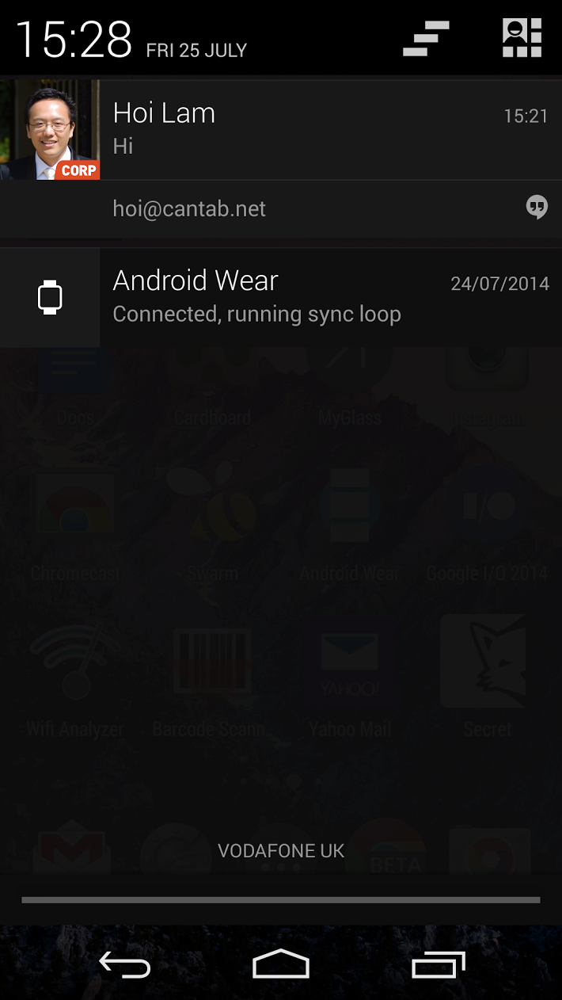 15:28 FRI 25 JULY
Hoi Lam 15:21
Hi
CORP
hoi@cantab.net
Android Wear 24/07/2014
Connected, running sync loop
Docs Cardboard MyGlass Instagram
Chromecast Swarm Android Wear Google I/O 2014
I/O
YAHOO!
Wifi Analyzer Barcode Scann Yahoo Mail Secret
VODAFONE UK
BETA